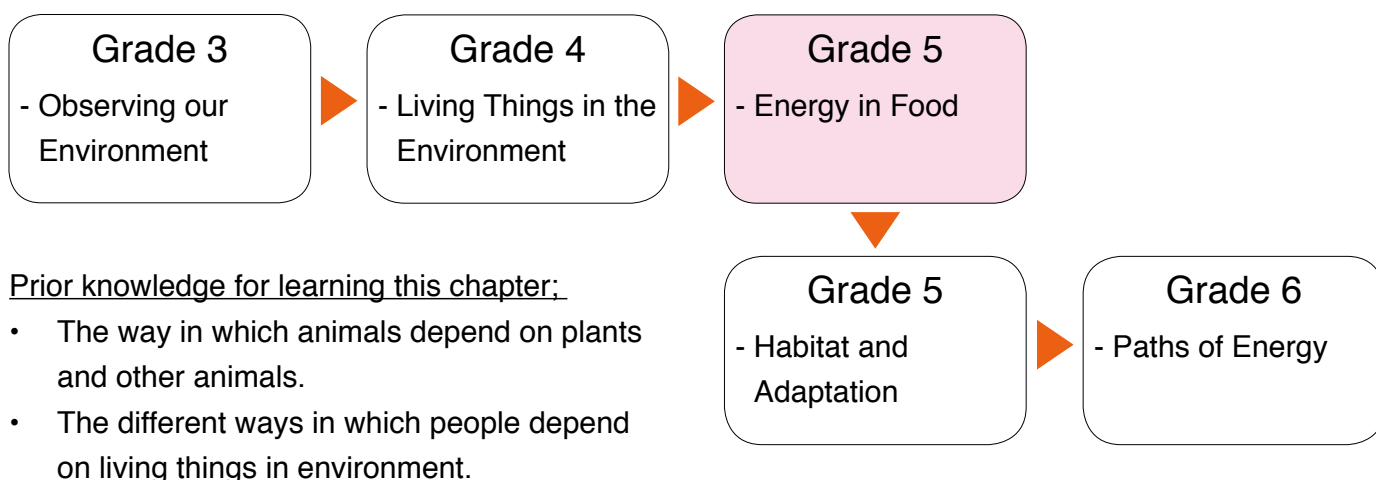 Grade 3
- Observing our
Environment
Grade 4
- Living Things in the
Environment
Grade 5
- Energy in Food
Grade 5
- Habitat and
Adaptation
Grade 6
- Paths of Energy
Prior knowledge for learning this chapter;
• The way in which animals depend on plants
and other animals.
• The different ways in which people depend
on living things in environment.